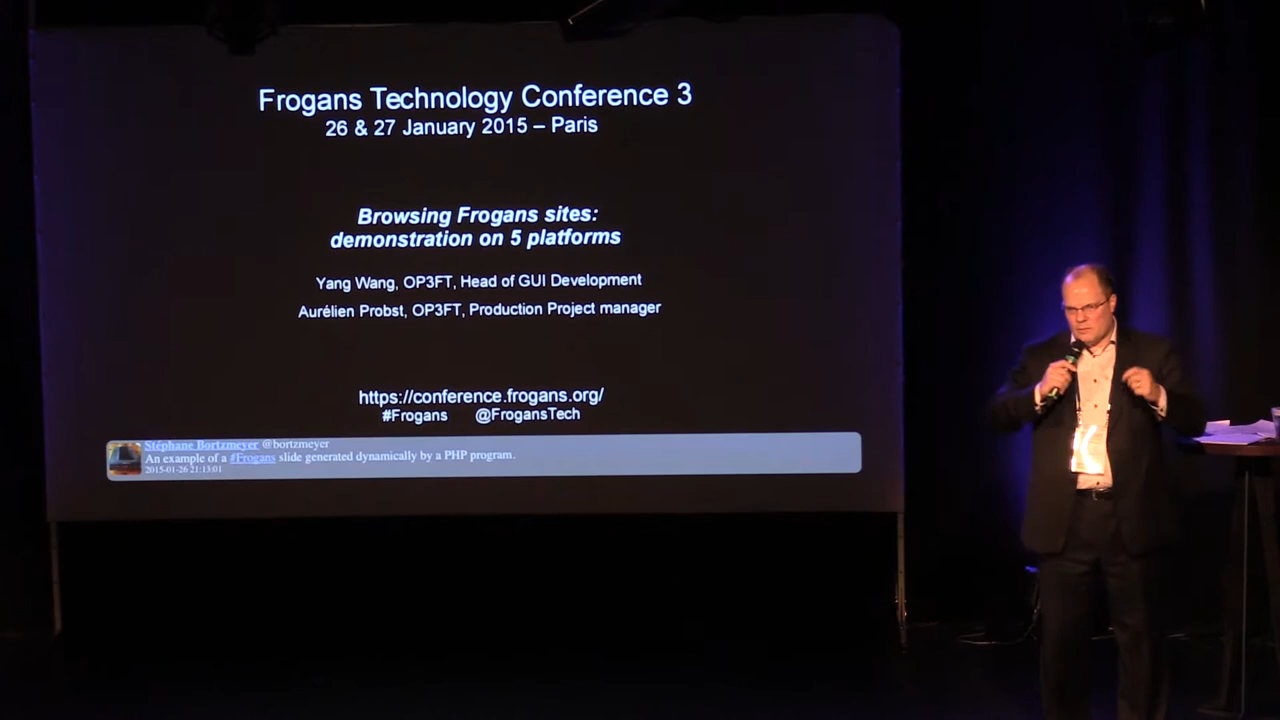 Frogans Technology Conference 3
26 & 27 January 2015 – Paris
Browsing Frogans sites:
demonstration on 5 platforms
Yang Wang, OP3FT, Head of GUI Development
Aurélien Probst, OP3FT, Production Project manager
https://conference.frogans.org/
#Frogans @FrogansTech
Stéphane Bortzmeyer @bortzmeyer
An example of a #Frogans slide generated dynamically by a PHP program.
2015-01-26 21:13:01